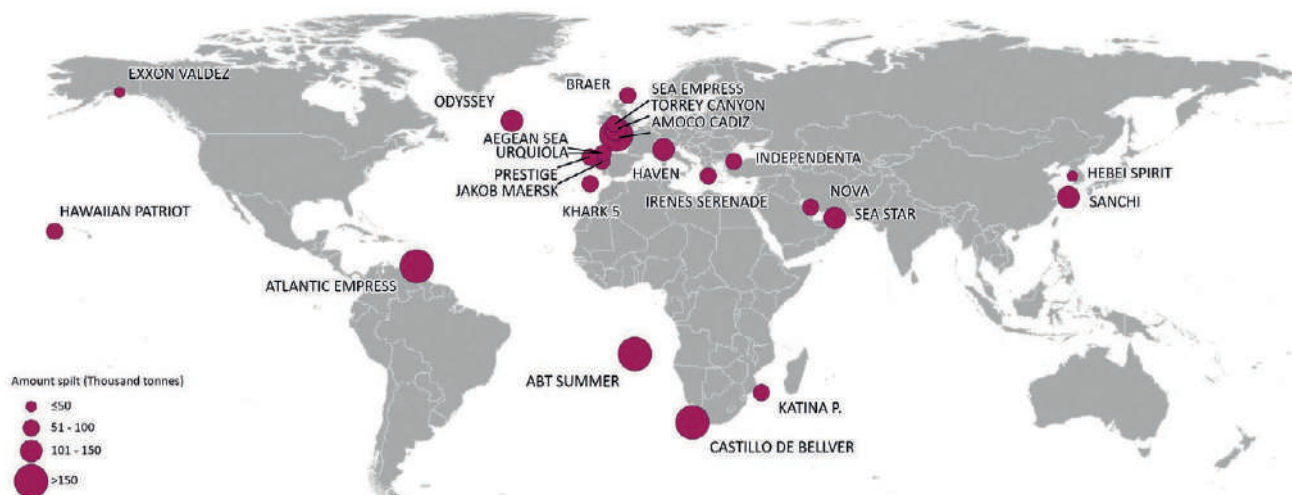 EXXON VALDEZ
ODYSSEY
BRAER
SEA EMPRESS
TORREY CANYON
AMOCO CADIZ
AEGEAN SEA
URQUIOLA
PRESTIGE
JAKOB MAERSK
HAVEN
INDEPENDENTA
HEBEI SPIRIT
KHARK 5
IRENES SERENADE
NOVA
SEA STAR
SANCHI
HAWAIIAN PATRIOT
ATLANTIC EMPRESS
ABT SUMMER
KATINA P.
CASTILLO DE BELLVER
Amount spilt (Thousand tonnes)
≤50
51 - 100
101 - 150
>150